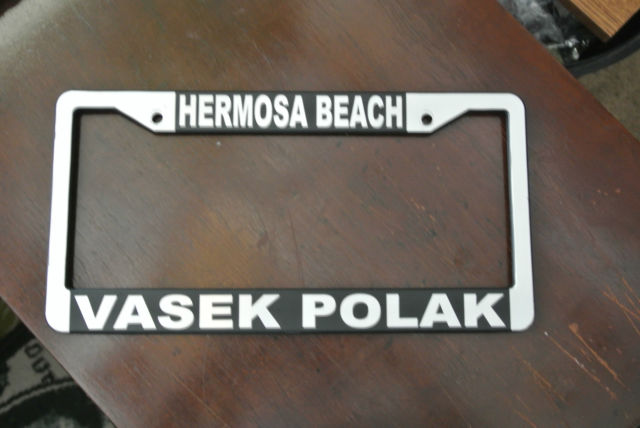 HERMOSA BEACH
VASEK POLAK